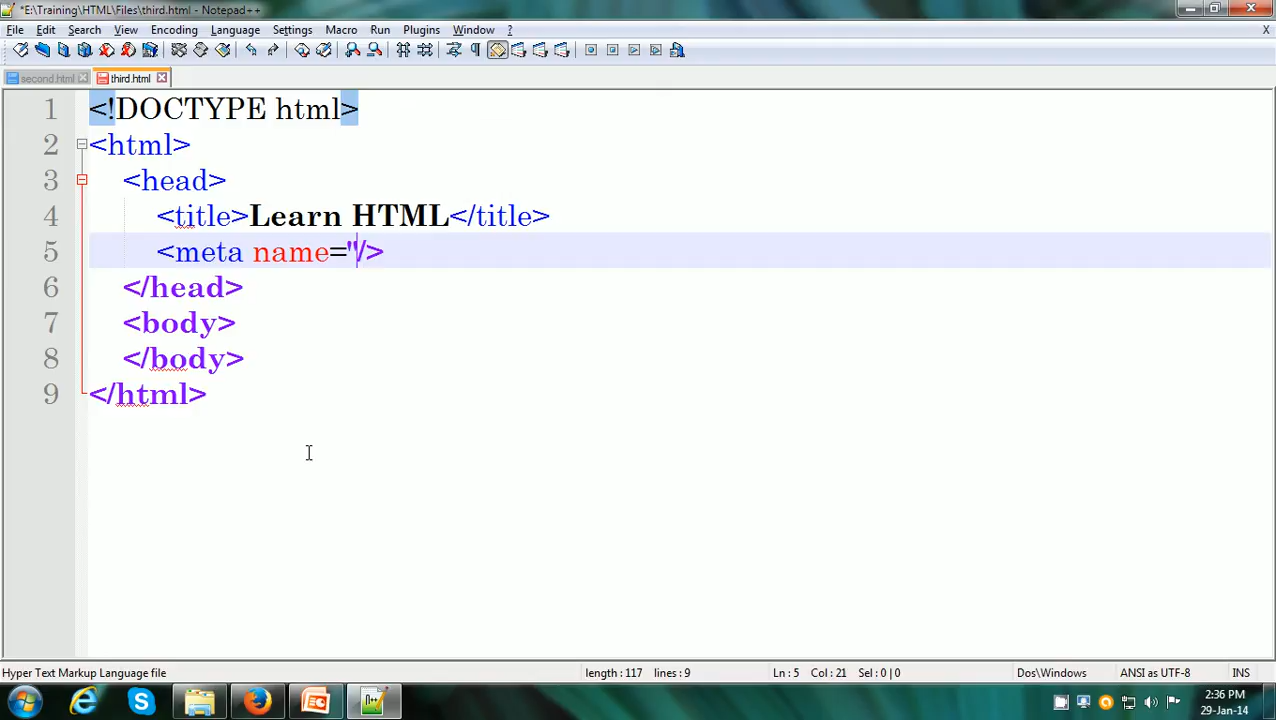 *E:\Training\HTML\Files\third.html - Notepad++
File Edit Search View Encoding Language Settings Macro Run Plugins Window ? X
second.html third.html
1 <!DOCTYPE html>
2 <html>
3 <head>
4 <title>Learn HTML</title>
5 <meta name="/>
6 </head>
7 <body>
8 </body>
9 </html>
Hyper Text Markup Language file length : 117 lines : 9 Ln : 5 Col : 21 Sel : 0 | 0 Dos\Windows ANSI as UTF-8 INS
2:36 PM
29-Jan-14